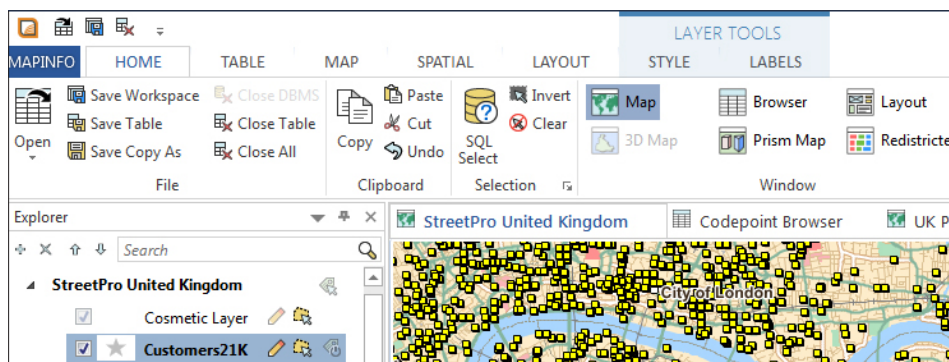 LAYER TOOLS
MAPINFO HOME TABLE MAP SPATIAL LAYOUT STYLE LABELS
Open
Save Workspace
Save Table
Save Copy As
Close DBMS
Close Table
Close All
File
Copy
Paste
Cut
Undo
Clipboard
SQL
Select
Invert
Clear
Selection
Map
3D Map
Browser
Prism Map
Layout
Redistricte
Window
Explorer
Search
StreetPro United Kingdom
Cosmetic Layer
Customers21K
StreetPro United Kingdom
Codepoint Browser
UK P
City of London